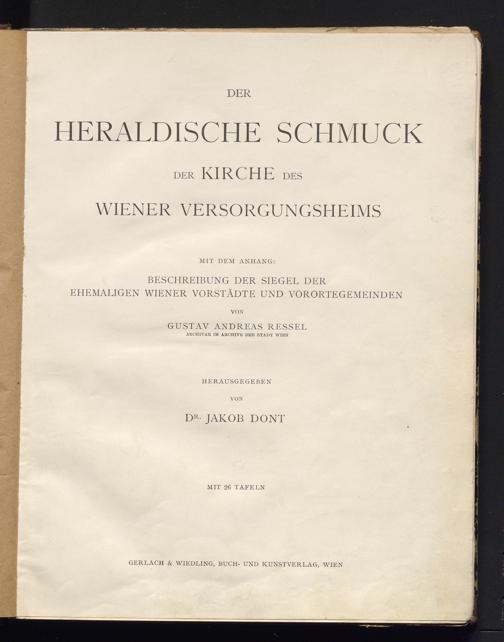 DER
HERALDISCHE SCHMUCK
DER KIRCHE DES
WIENER VERSORGUNGSHEIMS
MIT DEM ANHANG:
BESCHREIBUNG DER SIEGEL DER
EHEMALIGEN WIENER VORSTÄDTE UND VORORTEGEMEINDEN
VON
GUSTAV ANDREAS RESSEL
ARCHIVAR IM ARCHIVE DER STADT WIEN
HERAUSGEGEBEN
VON
DR. JAKOB DONT
MIT 26 TAFELN
GERLACH & WIEDLING, BUCH- UND KUNSTVERLAG, WIEN